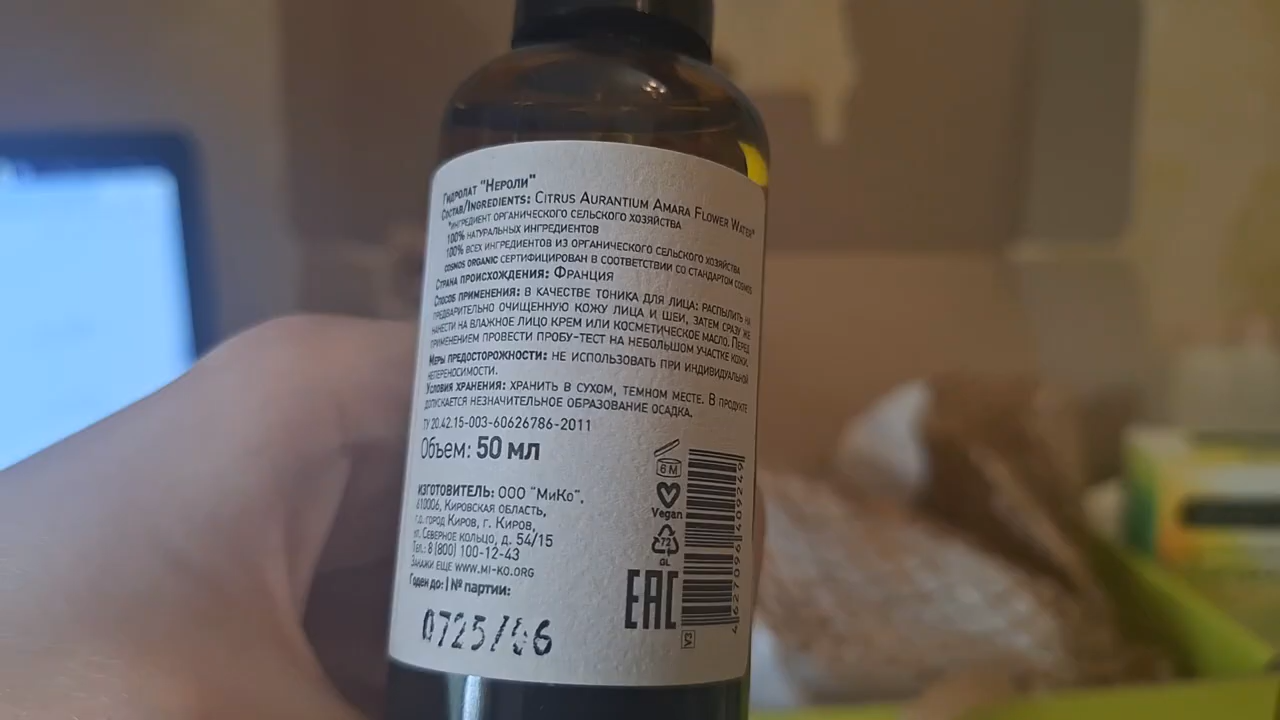 Гидролат "Нероли"
Состав/Ingredients: Citrus Aurantium Amara Flower Water*
*ингредиент органического сельского хозяйства
100% натуральных ингредиентов
100% всех ингредиентов из органического сельского хозяйства
COSMOS ORGANIC сертифицирован в соответствии со стандартом COSMOS
Страна происхождения: Франция
Способ применения: в качестве тоника для лица: распылить на
предварительно очищенную кожу лица и шеи, затем сразу же
нанести на влажное лицо крем или косметическое масло. Перед
применением провести пробу-тест на небольшом участке кожи.
Меры предосторожности: не использовать при индивидуальной
непереносимости.
Условия хранения: хранить в сухом, темном месте. В продукте
допускается незначительное образование осадка.
ТУ 20.42.15-003-60626786-2011
Объем: 50 мл
изготовитель: ООО "МиКо",
610006, Кировская область,
г.о. город Киров, г. Киров,
ул. Северное кольцо, д. 54/15
Тел.: 8 (800) 100-12-43
Закажи еще www.mi-ko.org
Годен до: | № партии:
0725/06
6 M
Vegan
72
GL
EAC
V3
4627096409249